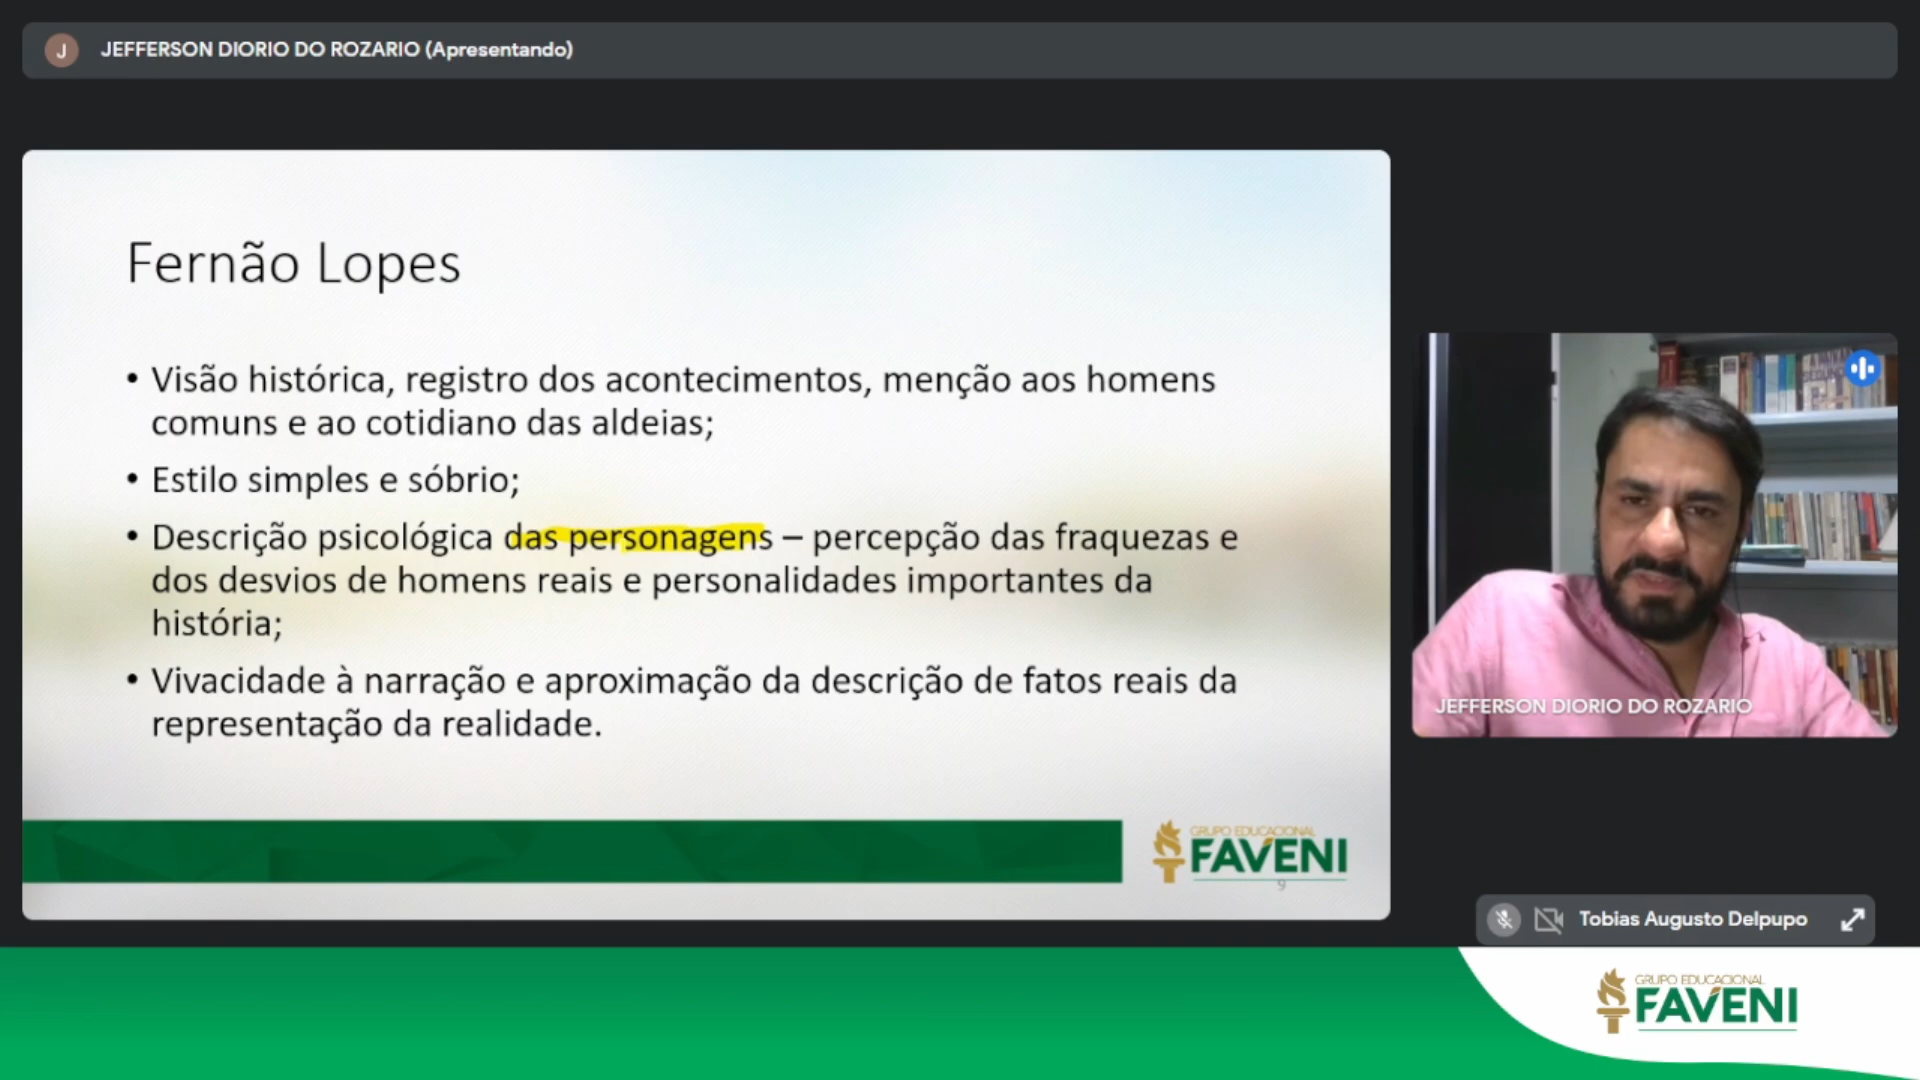 J JEFFERSON DIORIO DO ROZARIO (Apresentando)
Fernão Lopes
• Visão histórica, registro dos acontecimentos, menção aos homens
comuns e ao cotidiano das aldeias;
• Estilo simples e sóbrio;
• Descrição psicológica das personagens – percepção das fraquezas e
dos desvios de homens reais e personalidades importantes da
história;
• Vivacidade à narração e aproximação da descrição de fatos reais da
representação da realidade.
GRUPO EDUCACIONAL
FAVENI
9
JEFFERSON DIORIO DO ROZARIO
Tobias Augusto Delpupo
GRUPO EDUCACIONAL
FAVENI